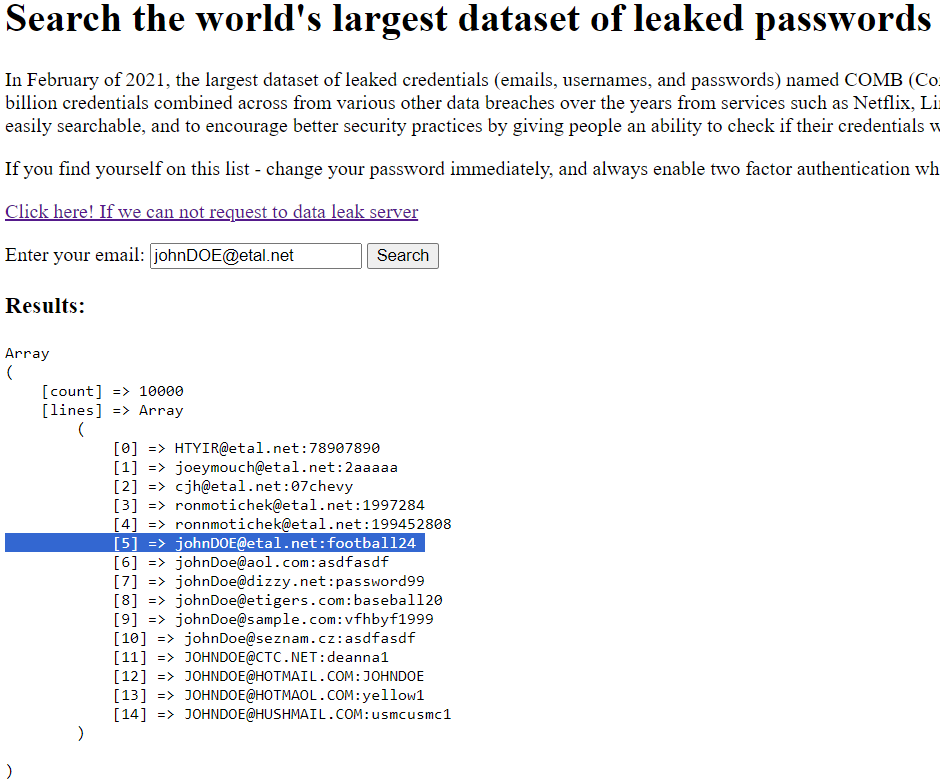 Search the world's largest dataset of leaked passwords
In February of 2021, the largest dataset of leaked credentials (emails, usernames, and passwords) named COMB
billion credentials combined across from various other data breaches over the years from services such as Netflix,
easily searchable, and to encourage better security practices by giving people an ability to check if their credentials
If you find yourself on this list - change your password immediately, and always enable two factor authentication
Click here! If we can not request to data leak server
Enter your email: johnDOE@etal.net Search
Results:
Array
(
[count] => 10000
[lines] => Array
(
[0] => HTYIR@etal.net:78907890
[1] => joeymouch@etal.net:2aaaaa
[2] => cjh@etal.net:07chevy
[3] => ronmotichek@etal.net:1997284
[4] => ronnmotichek@etal.net:199452808
[5] => johnDOE@etal.net:football24
[6] => johnDoe@aol.com:asdfasdf
[7] => johnDoe@dizzy.net:password99
[8] => johnDoe@etigers.com:baseball20
[9] => johnDoe@sample.com:vfhbyf1999
[10] => johnDoe@seznam.cz:asdfasdf
[11] => JOHNDOE@CTC.NET:deanna1
[12] => JOHNDOE@HOTMAIL.COM:JOHNDOE
[13] => JOHNDOE@HOTMAOL.COM:yellow1
[14] => JOHNDOE@HUSHMAIL.COM:usmcusmc1
)
)